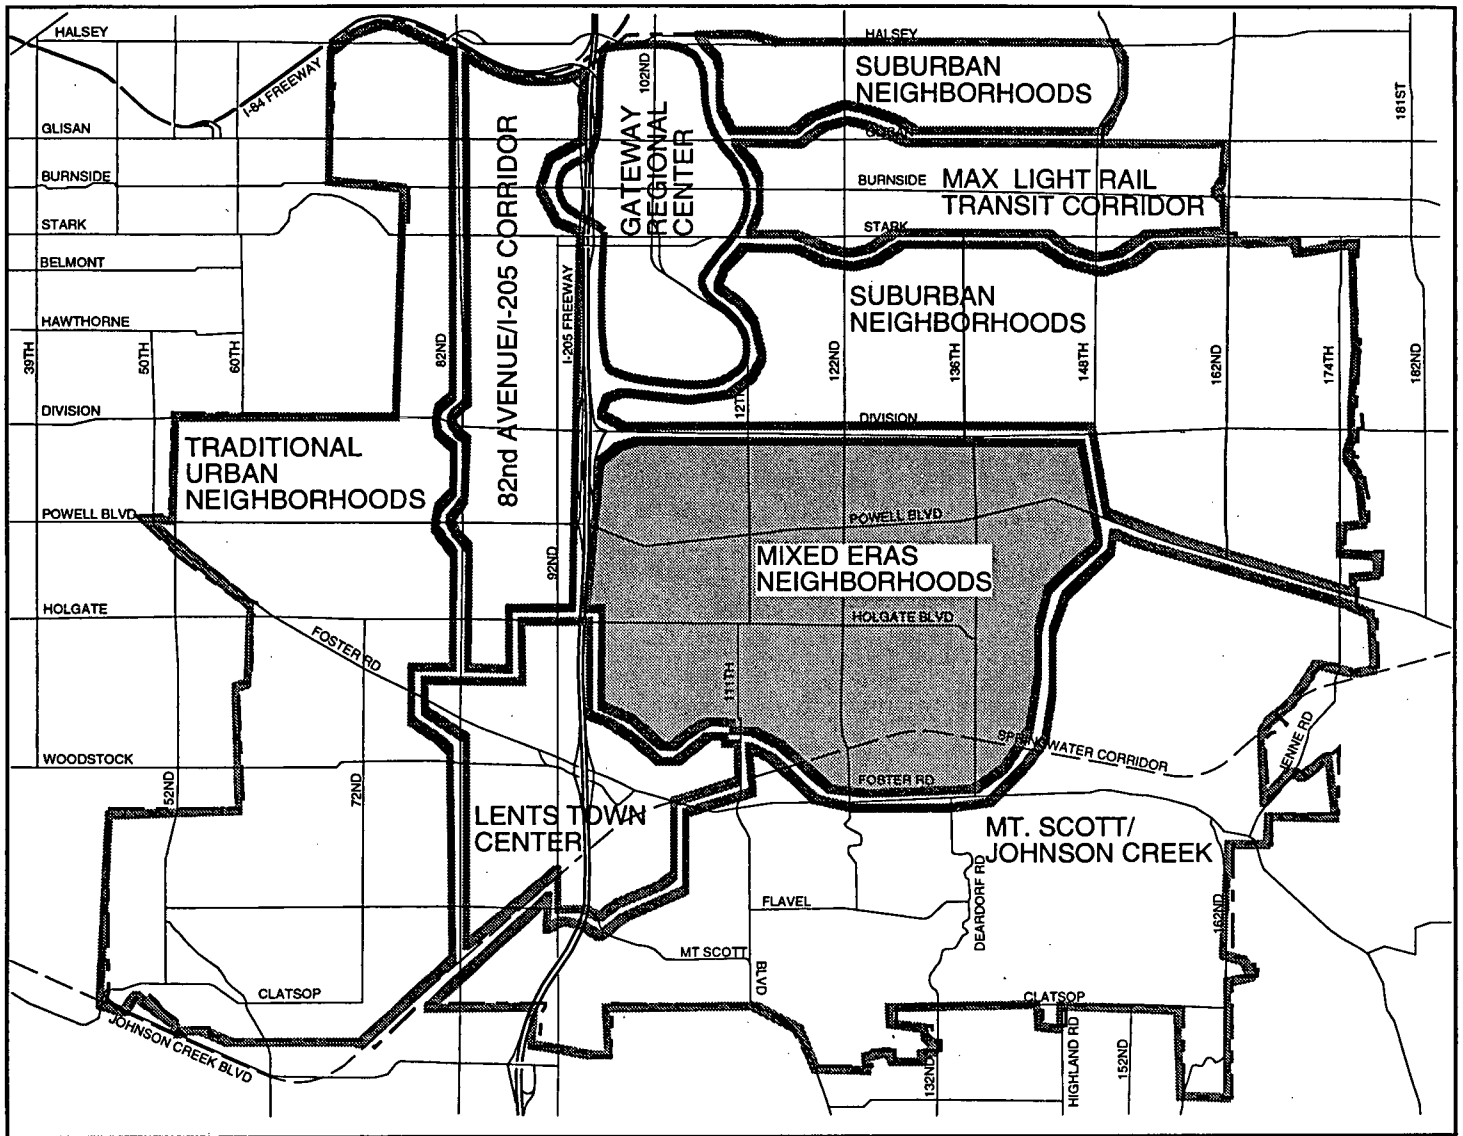 HALSEY
HALSEY
I-84 FREEWAY
102ND
SUBURBAN
NEIGHBORHOODS
181ST
GLISAN
82nd AVENUE/I-205 CORRIDOR
GATEWAY
REGIONAL
CENTER
BURNSIDE
BURNSIDE
MAX LIGHT RAIL
TRANSIT CORRIDOR
STARK
STARK
BELMONT
SUBURBAN
NEIGHBORHOODS
HAWTHORNE
39TH
50TH
60TH
82ND
I-205 FREEWAY
122ND
136TH
148TH
162ND
174TH
182ND
DIVISION
DIVISION
TRADITIONAL
URBAN
NEIGHBORHOODS
POWELL BLVD
POWELL BLVD
92ND
MIXED ERAS
NEIGHBORHOODS
HOLGATE
HOLGATE BLVD
FOSTER RD
111TH
SPRINGWATER CORRIDOR
JENNE RD
WOODSTOCK
52ND
72ND
FOSTER RD
LENTS TOWN
CENTER
MT. SCOTT/
JOHNSON CREEK
DEARDORF RD
FLAVEL
162ND
MT SCOTT
BLVD
CLATSOP
CLATSOP
JOHNSON CREEK BLVD
132ND
HIGHLAND RD
152ND